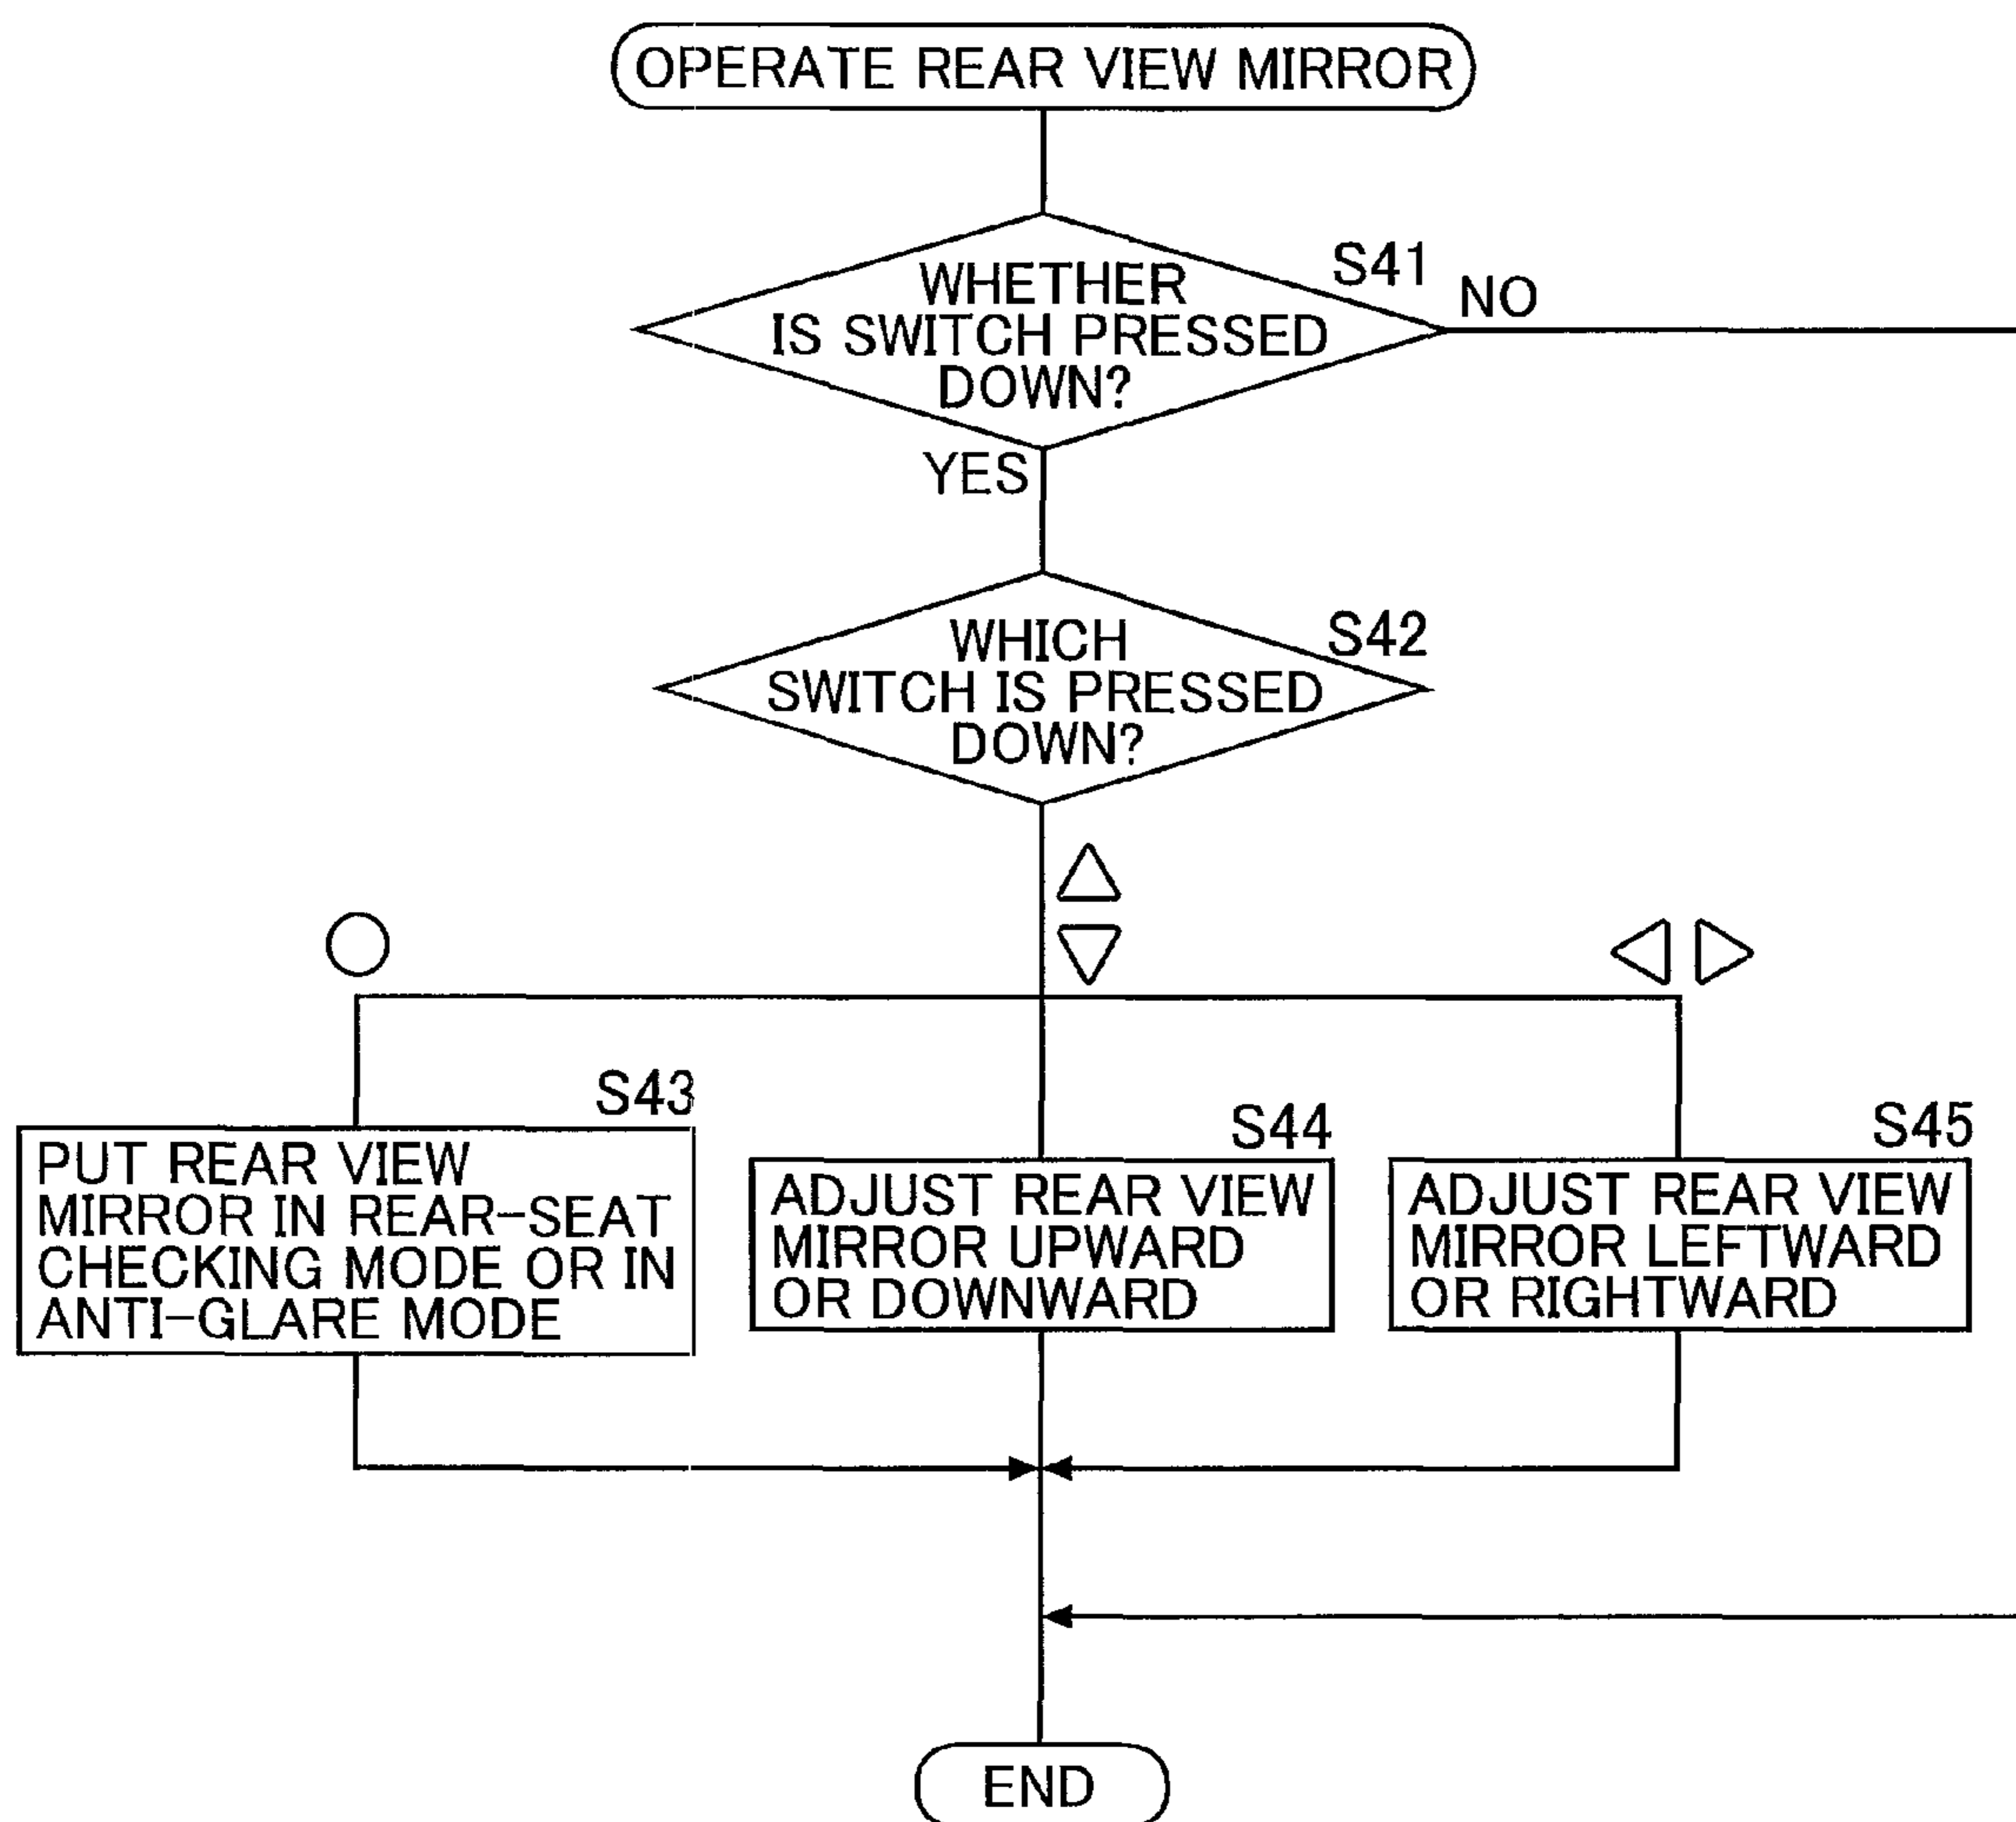 OPERATE REAR VIEW MIRROR
S41
NO
WHETHER
IS SWITCH PRESSED
DOWN?
YES
S42
WHICH
SWITCH IS PRESSED
DOWN?
S43
PUT REAR VIEW
MIRROR IN REAR-SEAT
CHECKING MODE OR IN
ANTI-GLARE MODE
S44
ADJUST REAR VIEW
MIRROR UPWARD
OR DOWNWARD
S45
ADJUST REAR VIEW
MIRROR LEFTWARD
OR RIGHTWARD
END